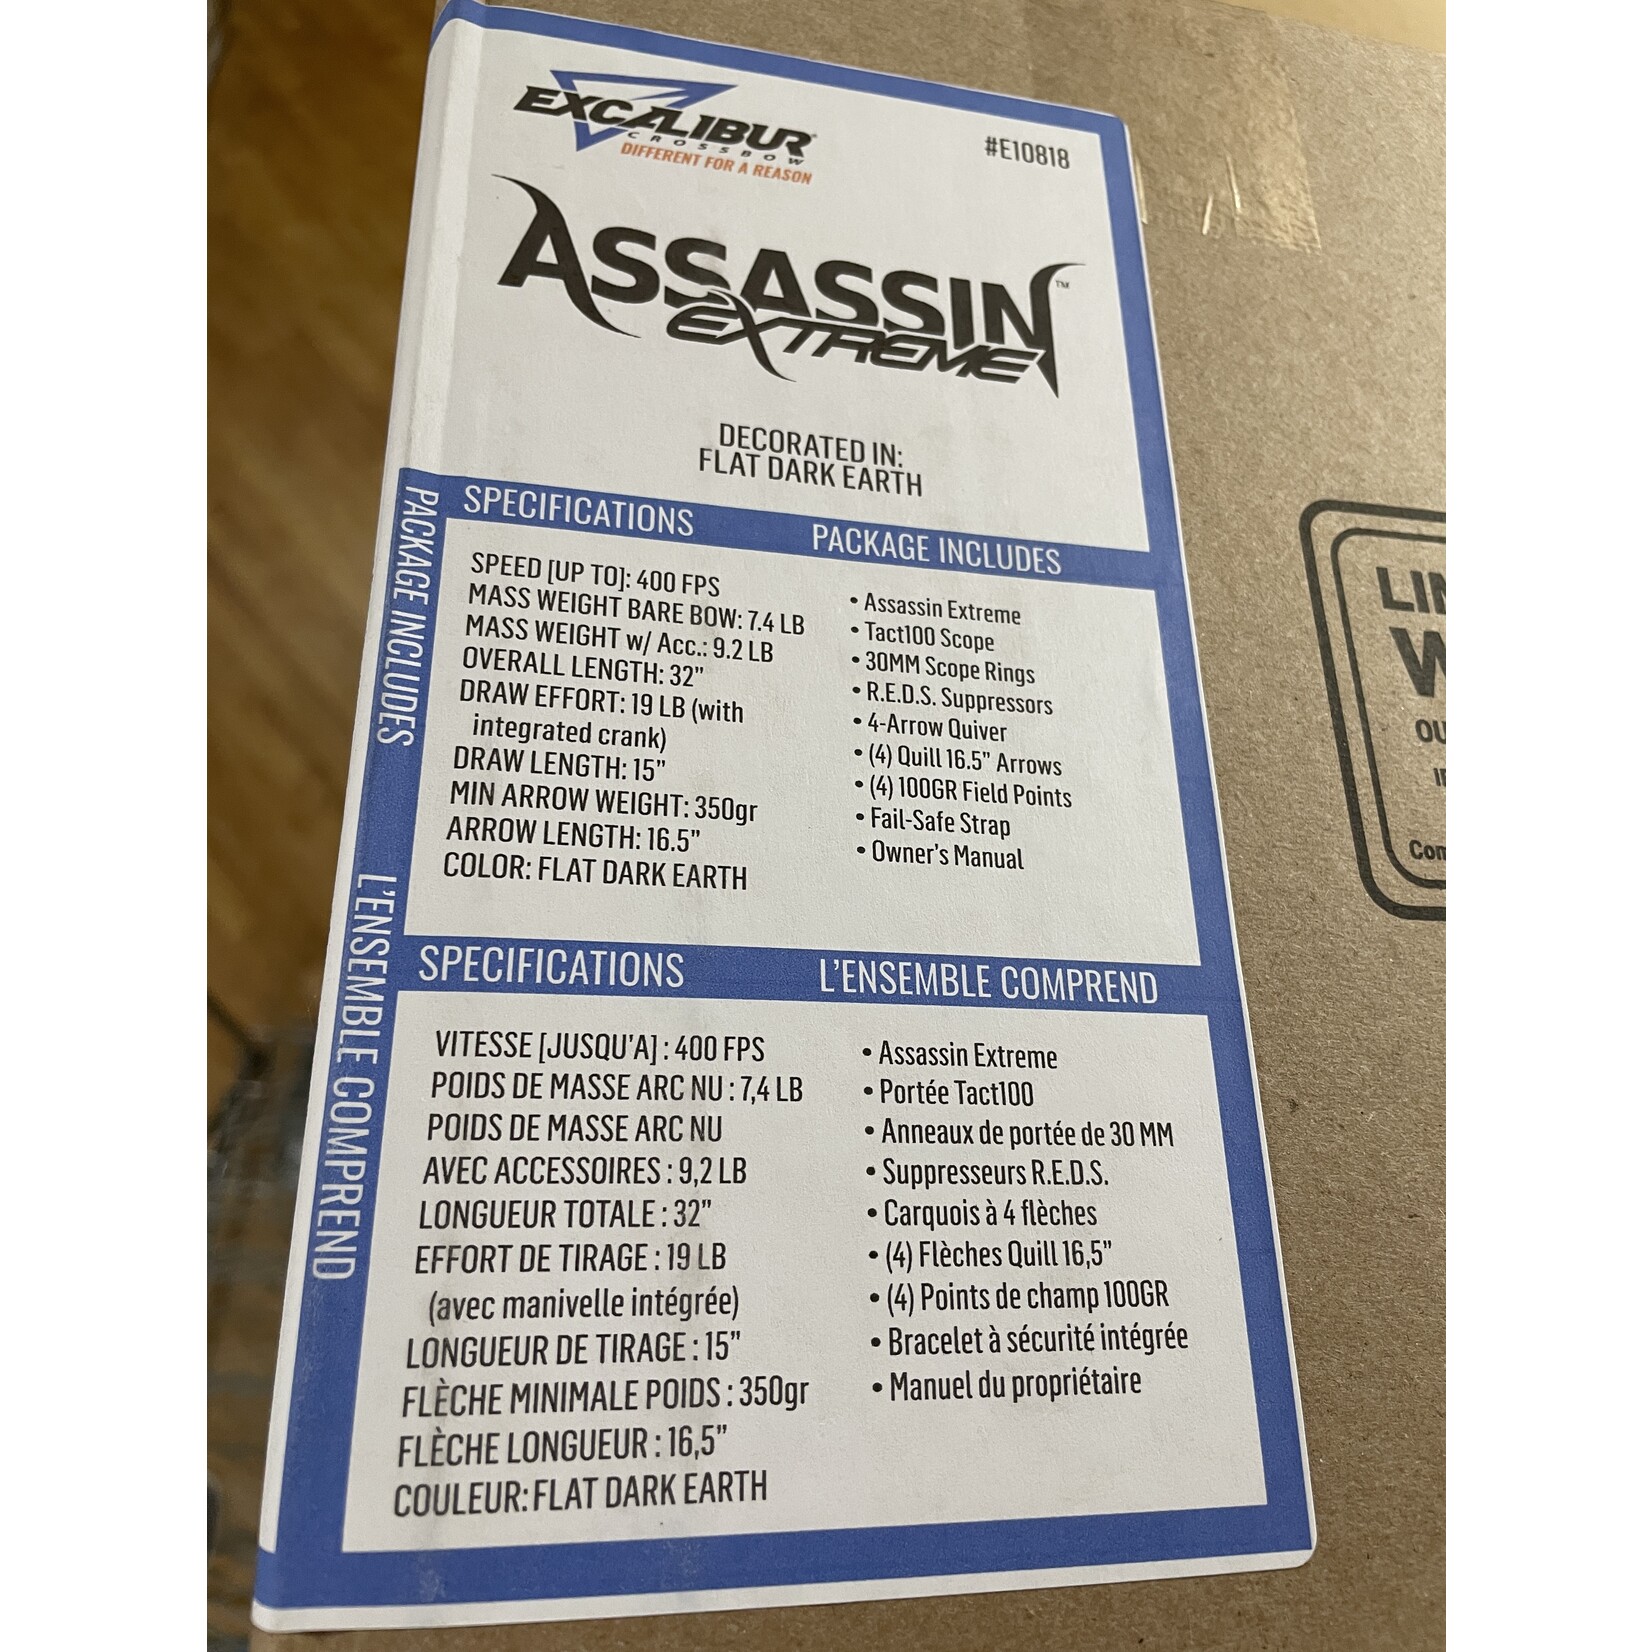 EXCALIBUR
CROSSBOW
DIFFERENT FOR A REASON
#E10818
ASSASSIN™
EXTREME
DECORATED IN:
FLAT DARK EARTH
PACKAGE INCLUDES
L'ENSEMBLE COMPREND
SPECIFICATIONS
SPEED [UP TO]: 400 FPS
MASS WEIGHT BARE BOW: 7.4 LB
MASS WEIGHT w/ Acc.: 9.2 LB
OVERALL LENGTH: 32"
DRAW EFFORT: 19 LB (with
integrated crank)
DRAW LENGTH: 15"
MIN ARROW WEIGHT: 350gr
ARROW LENGTH: 16.5"
COLOR: FLAT DARK EARTH
PACKAGE INCLUDES
• Assassin Extreme
• Tact100 Scope
• 30MM Scope Rings
• R.E.D.S. Suppressors
• 4-Arrow Quiver
• (4) Quill 16.5" Arrows
• (4) 100GR Field Points
• Fail-Safe Strap
• Owner's Manual
SPECIFICATIONS
VITESSE [JUSQU'A] : 400 FPS
POIDS DE MASSE ARC NU : 7,4 LB
POIDS DE MASSE ARC NU
AVEC ACCESSOIRES : 9,2 LB
LONGUEUR TOTALE : 32"
EFFORT DE TIRAGE : 19 LB
(avec manivelle intégrée)
LONGUEUR DE TIRAGE : 15"
FLÈCHE MINIMALE POIDS : 350gr
FLÈCHE LONGUEUR : 16,5"
COULEUR: FLAT DARK EARTH
L'ENSEMBLE COMPREND
• Assassin Extreme
• Portée Tact100
• Anneaux de portée de 30 MM
• Suppresseurs R.E.D.S.
• Carquois à 4 flèches
• (4) Flèches Quill 16,5"
• (4) Points de champ 100GR
• Bracelet à sécurité intégrée
• Manuel du propriétaire